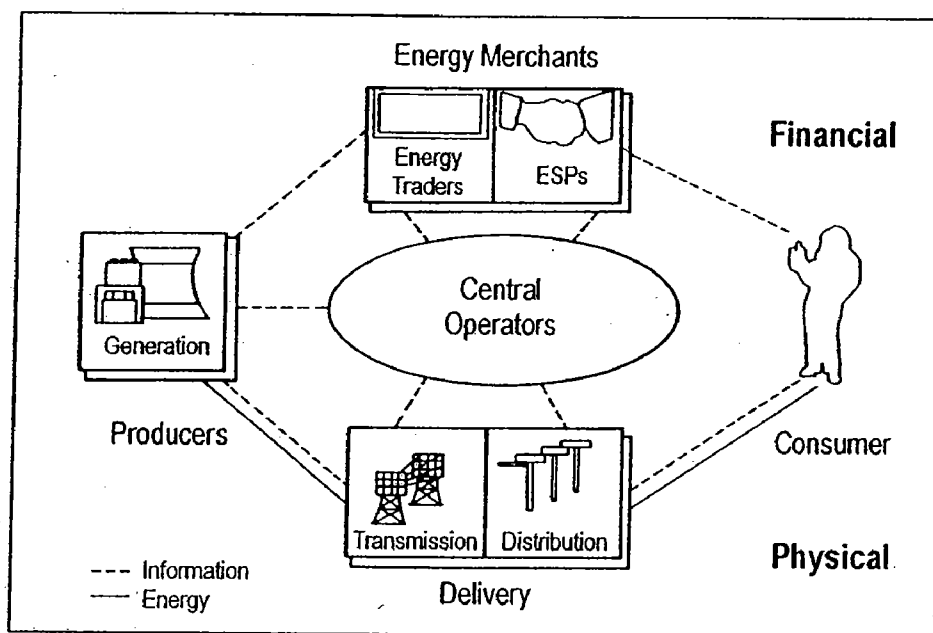 Energy Merchants
Financial
Energy
Traders
ESPs
Central
Operators
Generation
Producers
Consumer
Transmission
Distribution
Physical
Delivery
--- Information
— Energy